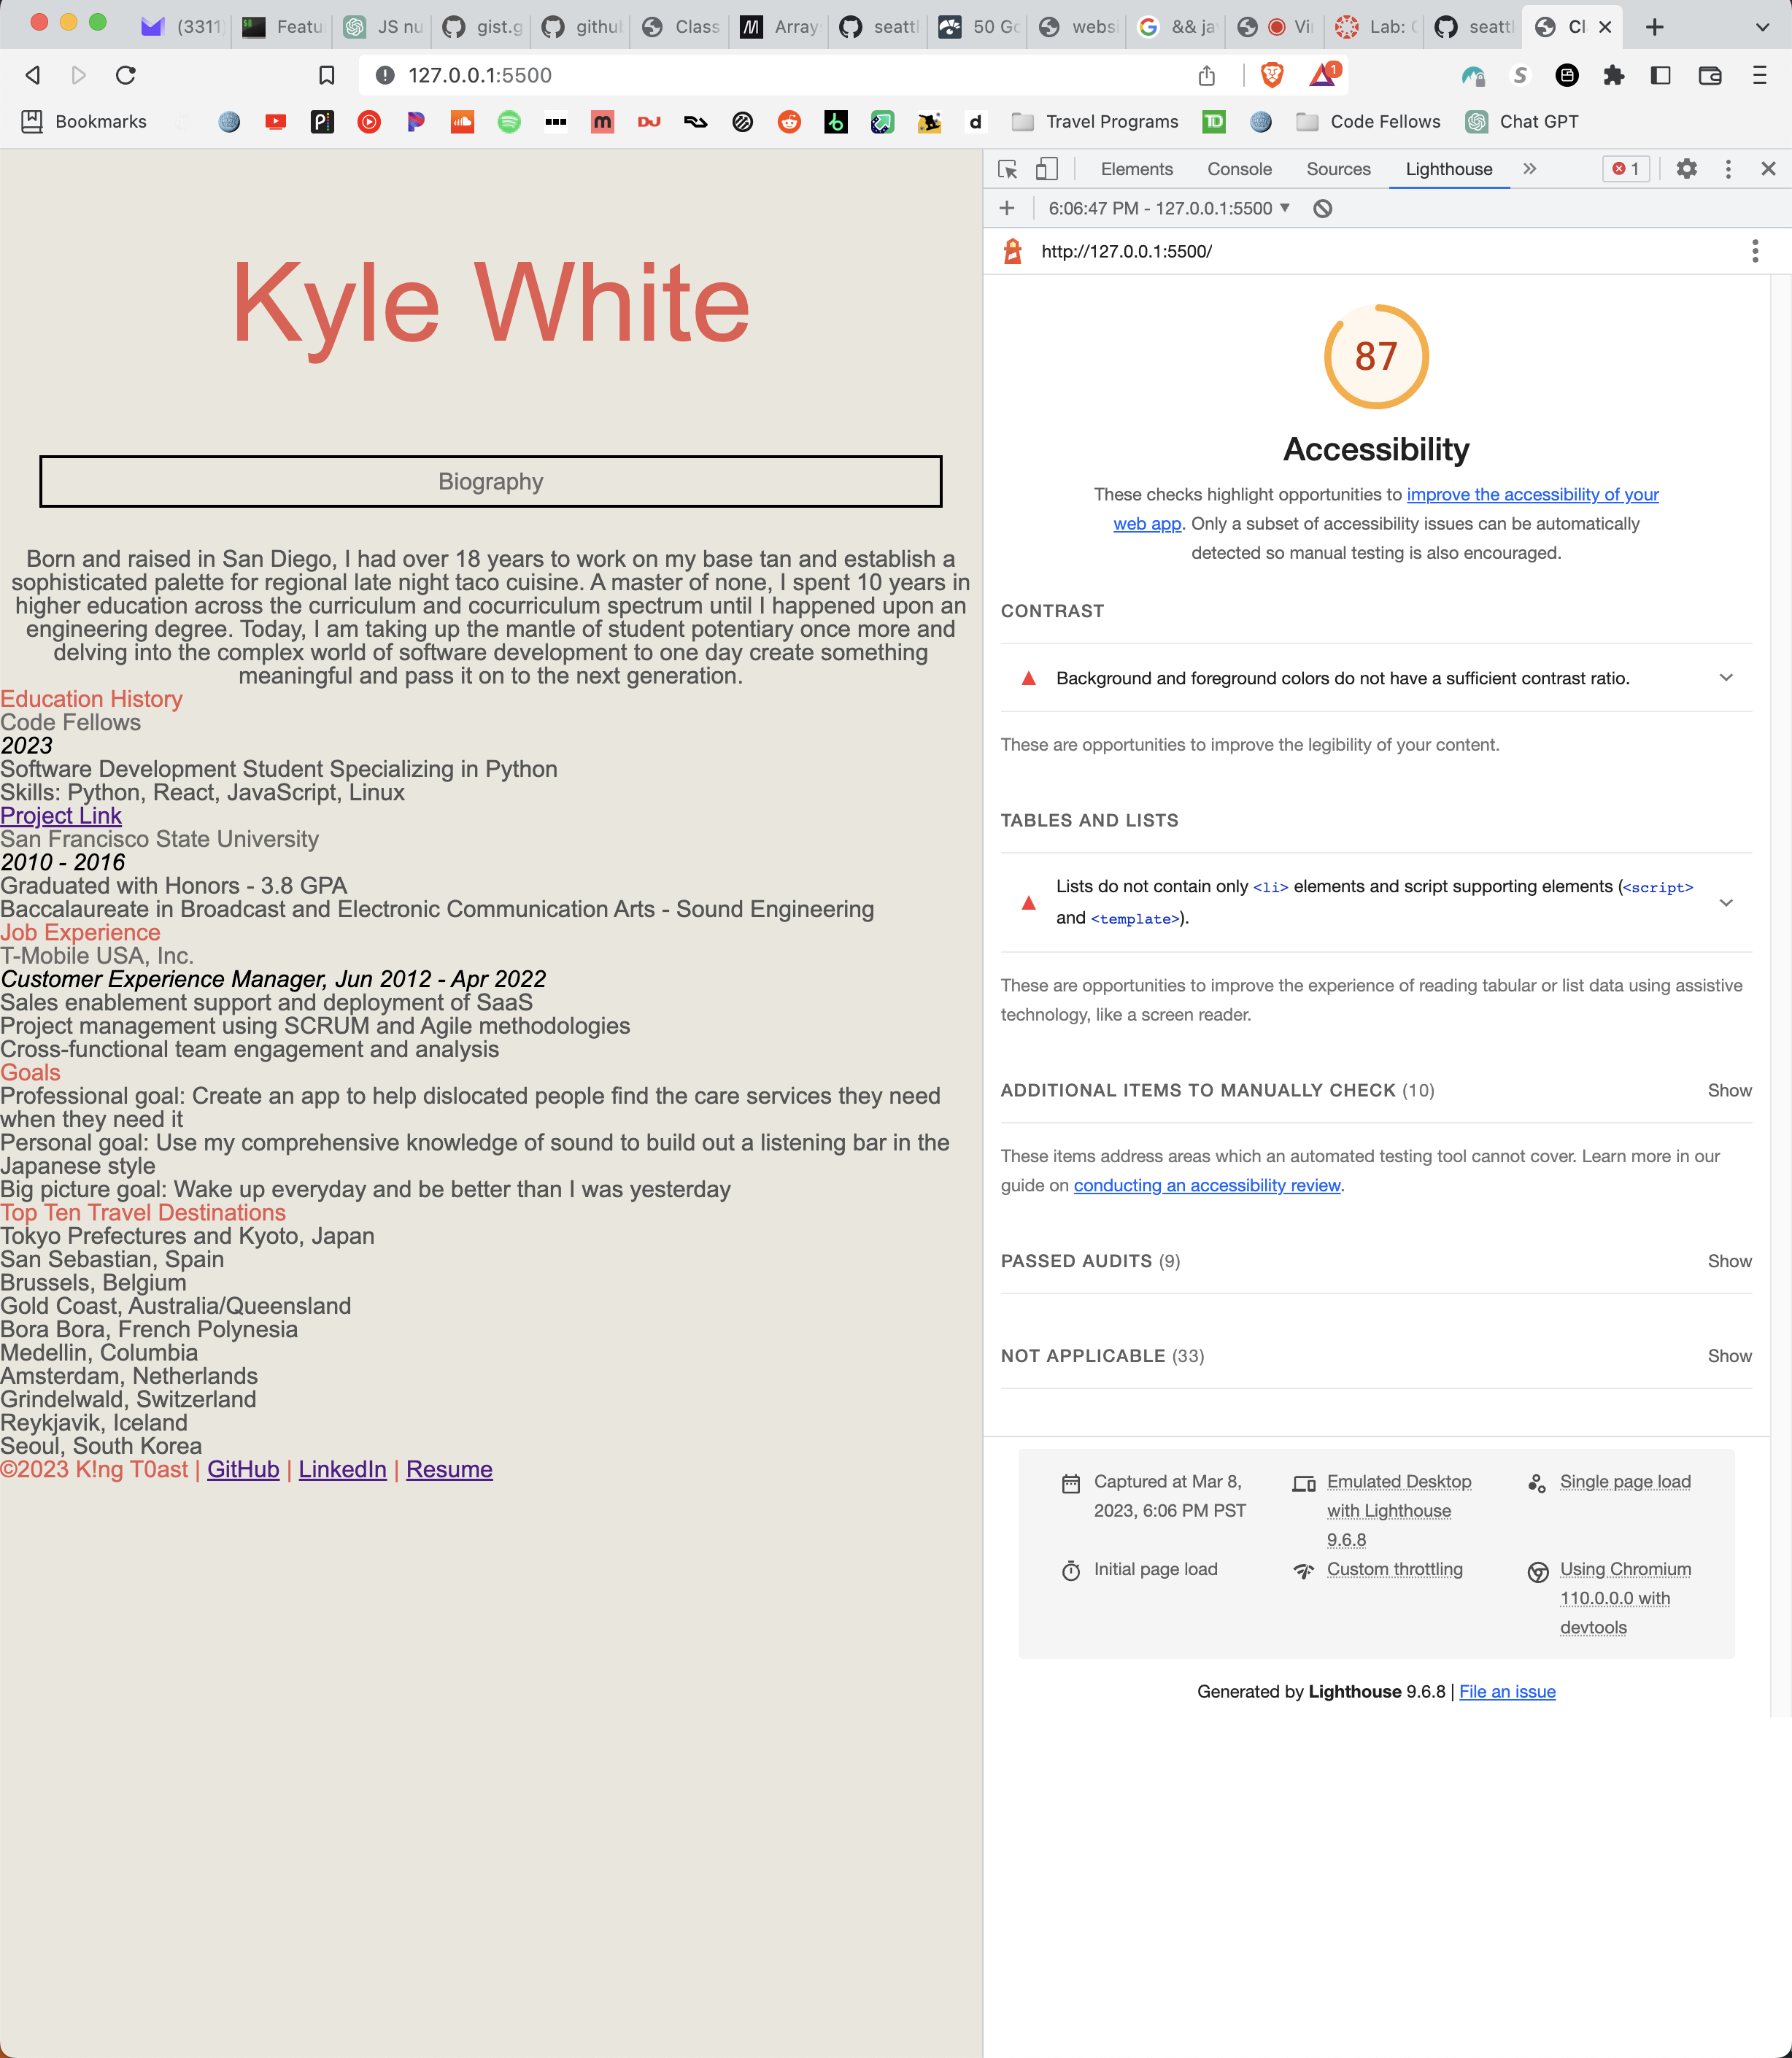 (3311
Featu
JS nu
gist.g
githu
Class
Array
seattl
50 Go
websi
&& ja
Vi
Lab: (
seattl
Cl
127.0.0.1:5500
1
Bookmarks
Travel Programs
Code Fellows
Chat GPT
Elements
Console
Sources
Lighthouse
1
6:06:47 PM - 127.0.0.1:5500
http://127.0.0.1:5500/
Kyle White
Biography
Born and raised in San Diego, I had over 18 years to work on my base tan and establish a
sophisticated palette for regional late night taco cuisine. A master of none, I spent 10 years in
higher education across the curriculum and cocurriculum spectrum until I happened upon an
engineering degree. Today, I am taking up the mantle of student potentiary once more and
delving into the complex world of software development to one day create something
meaningful and pass it on to the next generation.
Education History
Code Fellows
2023
Software Development Student Specializing in Python
Skills: Python, React, JavaScript, Linux
Project Link
San Francisco State University
2010 - 2016
Graduated with Honors - 3.8 GPA
Baccalaureate in Broadcast and Electronic Communication Arts - Sound Engineering
Job Experience
T-Mobile USA, Inc.
Customer Experience Manager, Jun 2012 - Apr 2022
Sales enablement support and deployment of SaaS
Project management using SCRUM and Agile methodologies
Cross-functional team engagement and analysis
Goals
Professional goal: Create an app to help dislocated people find the care services they need
when they need it
Personal goal: Use my comprehensive knowledge of sound to build out a listening bar in the
Japanese style
Big picture goal: Wake up everyday and be better than I was yesterday
Top Ten Travel Destinations
Tokyo Prefectures and Kyoto, Japan
San Sebastian, Spain
Brussels, Belgium
Gold Coast, Australia/Queensland
Bora Bora, French Polynesia
Medellin, Columbia
Amsterdam, Netherlands
Grindelwald, Switzerland
Reykjavik, Iceland
Seoul, South Korea
©2023 K!ng T0ast | GitHub | LinkedIn | Resume
87
Accessibility
These checks highlight opportunities to improve the accessibility of your
web app. Only a subset of accessibility issues can be automatically
detected so manual testing is also encouraged.
CONTRAST
Background and foreground colors do not have a sufficient contrast ratio.
These are opportunities to improve the legibility of your content.
TABLES AND LISTS
Lists do not contain only <li> elements and script supporting elements (<script>
and <template>).
These are opportunities to improve the experience of reading tabular or list data using assistive
technology, like a screen reader.
ADDITIONAL ITEMS TO MANUALLY CHECK (10)
Show
These items address areas which an automated testing tool cannot cover. Learn more in our
guide on conducting an accessibility review.
PASSED AUDITS (9)
Show
NOT APPLICABLE (33)
Show
Captured at Mar 8,
2023, 6:06 PM PST
Emulated Desktop
with Lighthouse
9.6.8
Single page load
Initial page load
Custom throttling
Using Chromium
110.0.0.0 with
devtools
Generated by Lighthouse 9.6.8 | File an issue